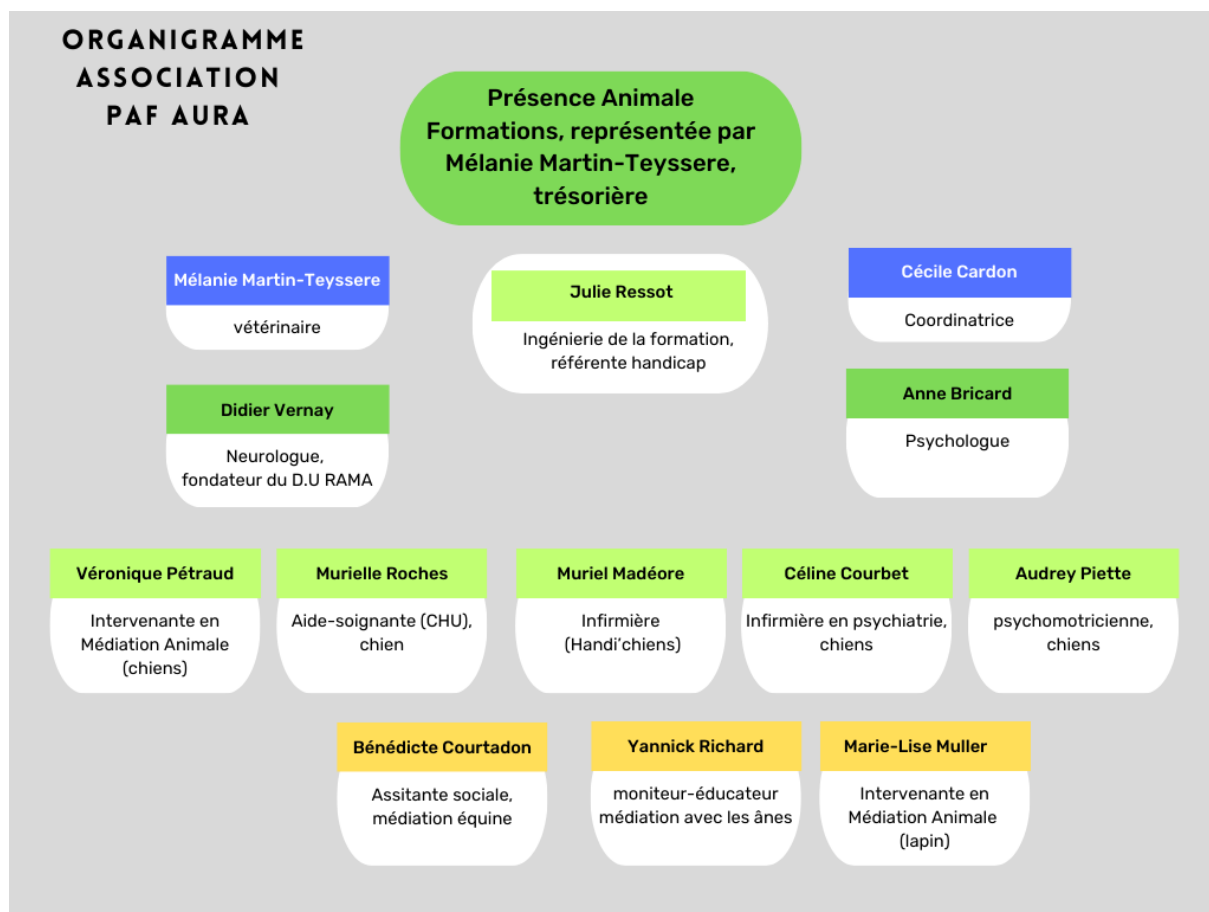 ORGANIGRAMME
ASSOCIATION
PAF AURA
Présence Animale
Formations, représentée par
Mélanie Martin-Teyssere,
trésorière
Mélanie Martin-Teyssere
vétérinaire
Julie Ressot
Ingénierie de la formation,
référente handicap
Cécile Cardon
Coordinatrice
Didier Vernay
Neurologue,
fondateur du D.U RAMA
Anne Bricard
Psychologue
Véronique Pétraud
Intervenante en
Médiation Animale
(chiens)
Murielle Roches
Aide-soignante (CHU),
chien
Muriel Madéore
Infirmière
(Handi'chiens)
Céline Courbet
Infirmière en psychiatrie,
chiens
Audrey Piette
psychomotricienne,
chiens
Bénédicte Courtadon
Assitante sociale,
médiation équine
Yannick Richard
moniteur-éducateur
médiation avec les ânes
Marie-Lise Muller
Intervenante en
Médiation Animale
(lapin)